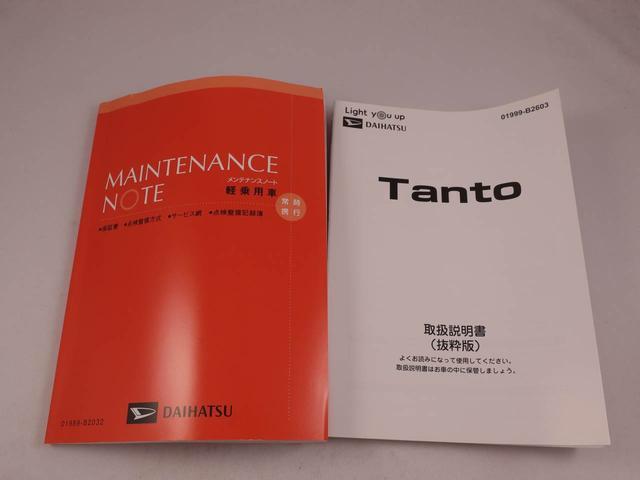 MAINTENANCE
NOTE
メンテナンスノート
軽乗用車
常時
携行
●保証書 ●点検整備方式 ●サービス網 ●点検整備記録簿
DAIHATSU
01999-B2032
Light you up
DAIHATSU
01999-B2603
Tanto
取扱説明書
（抜粋版）
よくお読みになって使用してください。
取扱説明書はお車の中に保管しましょう。